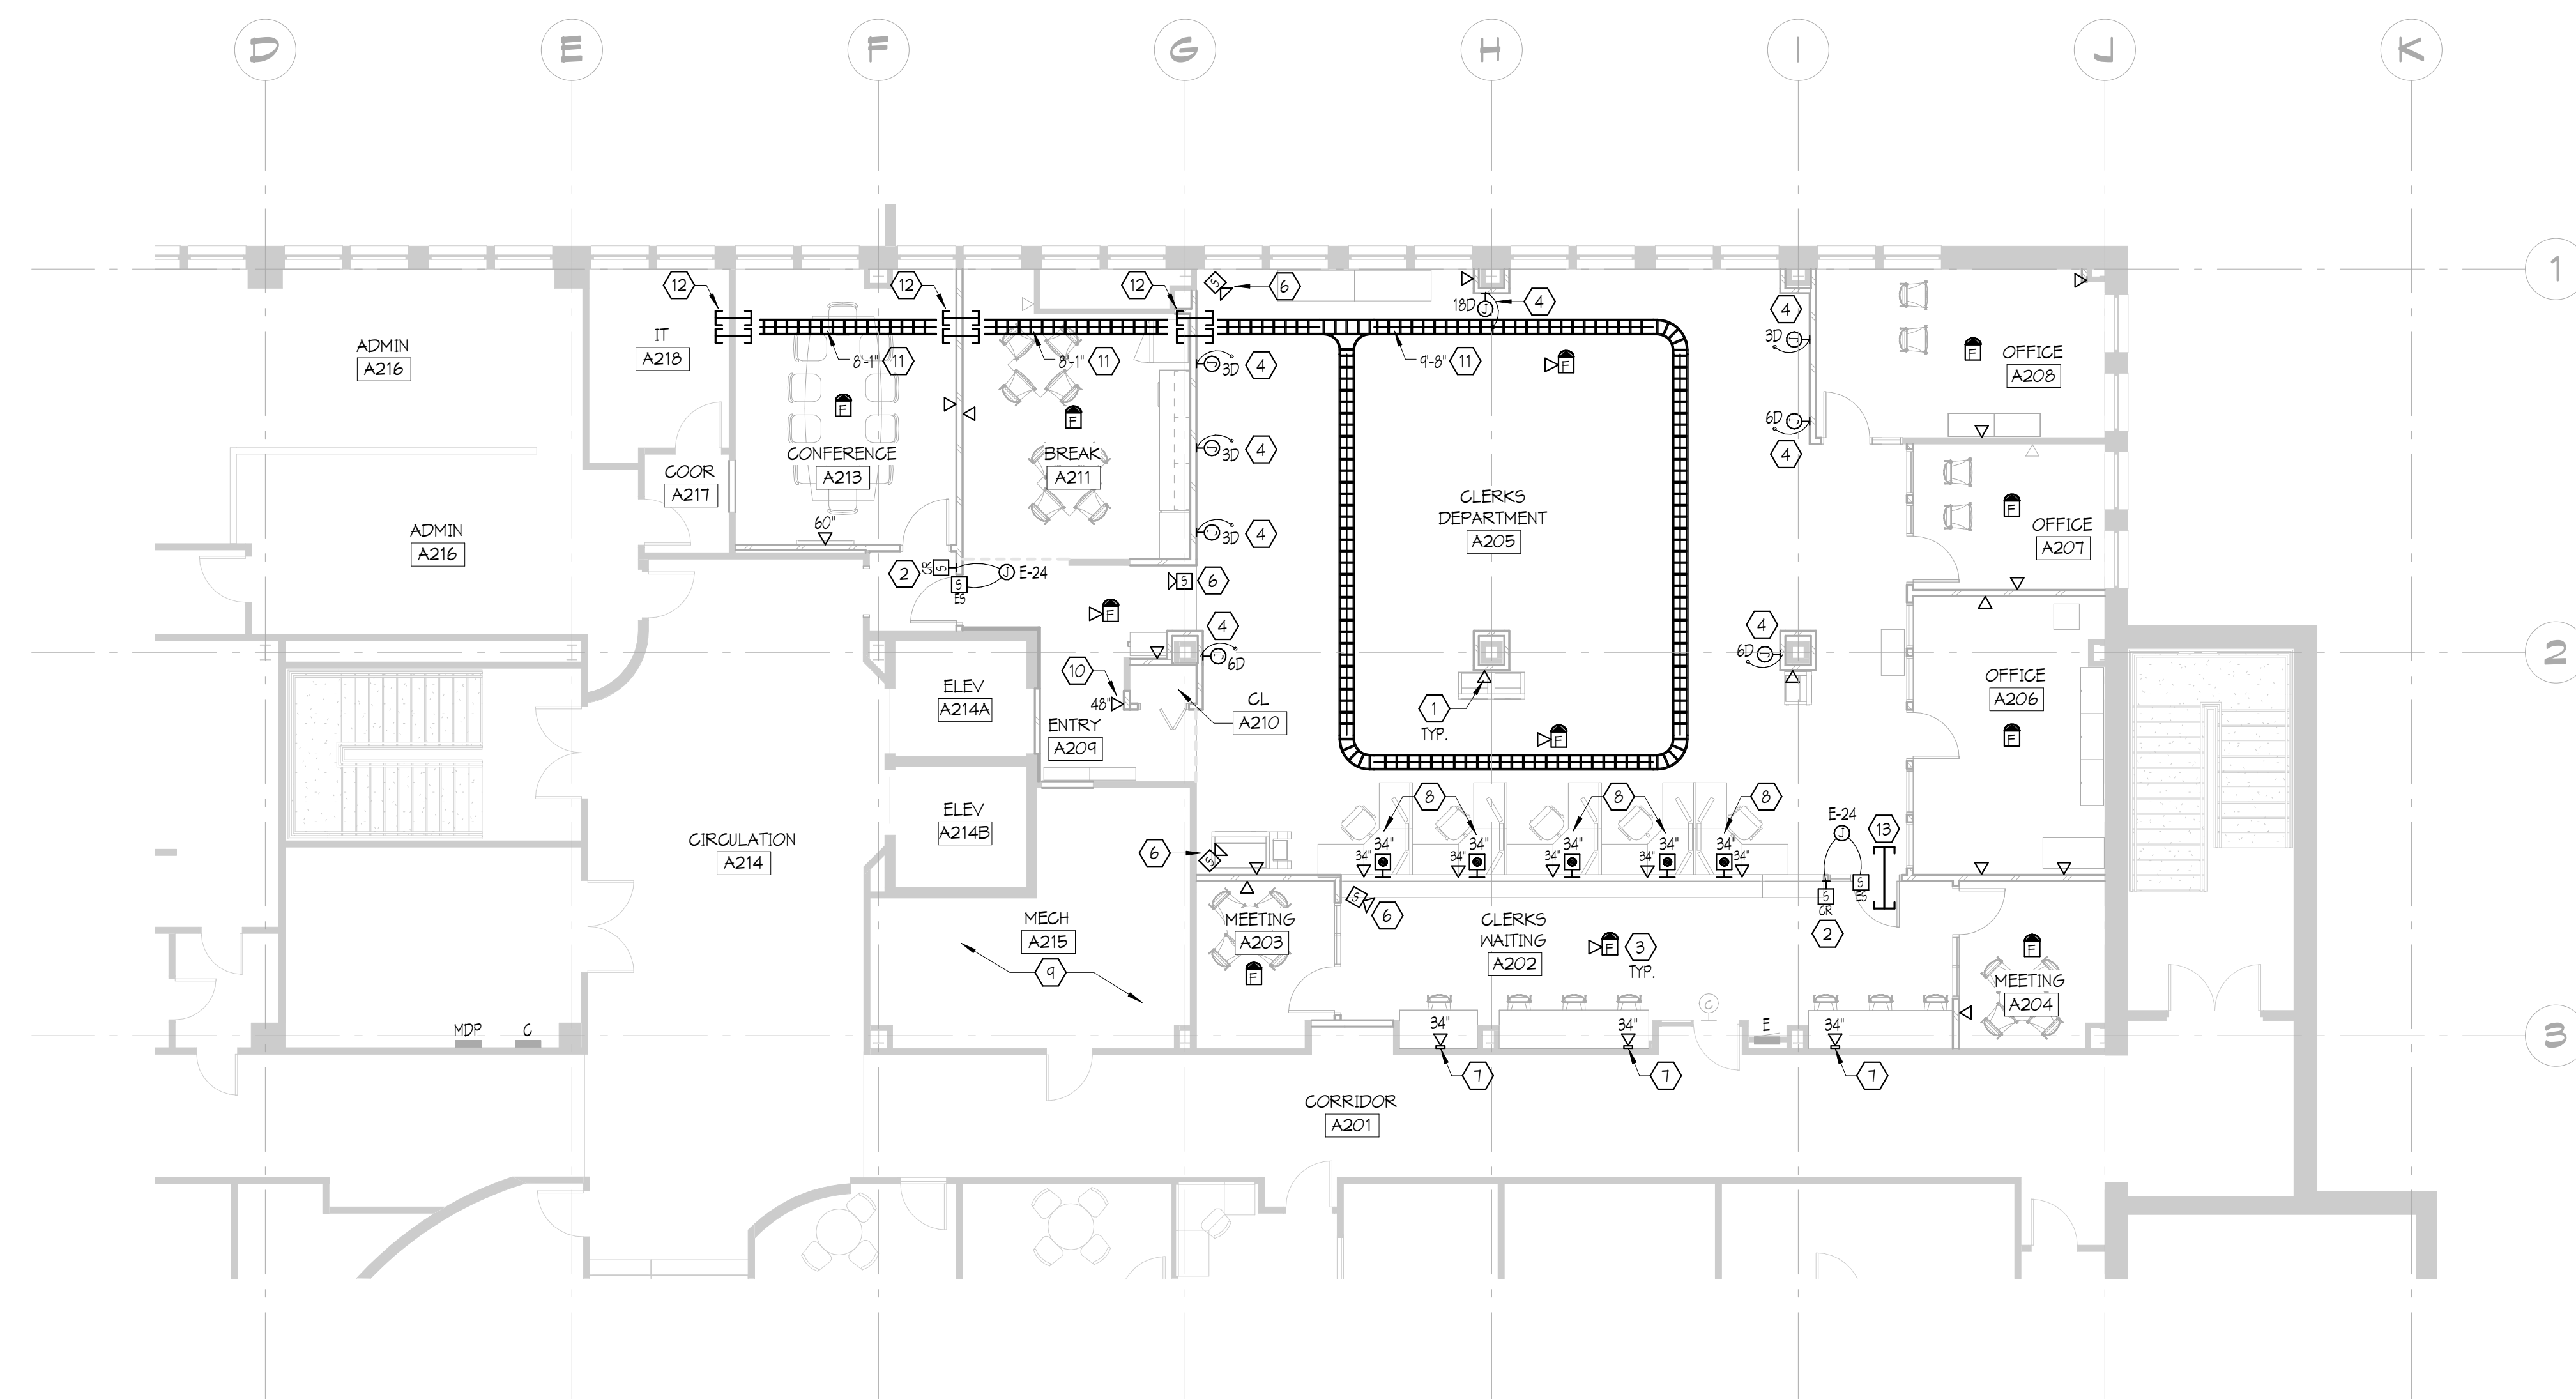 D
E
F
G
H
I
J
K
1
2
3
12
12
12
6
18D
4
4
3D
IT
A218
ADMIN
A216
8'-1"
11
8'-1"
11
9'-8"
11
3D
4
F
F
OFFICE
A208
F
F
6D
4
COOR
A217
CONFERENCE
A213
BREAK
A211
3D
4
CLERKS
DEPARTMENT
A205
F
OFFICE
A207
ADMIN
A216
60"
3D
4
2
CR
S
S
ES
J
E-24
S
6
F
4
6D
4
6D
10
48"
ELEV
A214A
ENTRY
A209
CL
A210
1
TYP.
OFFICE
A206
F
F
ELEV
A214B
CIRCULATION
A214
8
8
8
E-24
J
13
34"
34"
34"
34"
34"
34"
34"
34"
34"
34"
6
S
S
ES
S
CR
2
MECH
A215
9
MEETING
A203
F
S
6
CLERKS
WAITING
A202
F
3
TYP.
F
MEETING
A204
MDP
C
C
E
34"
34"
34"
7
7
7
CORRIDOR
A201